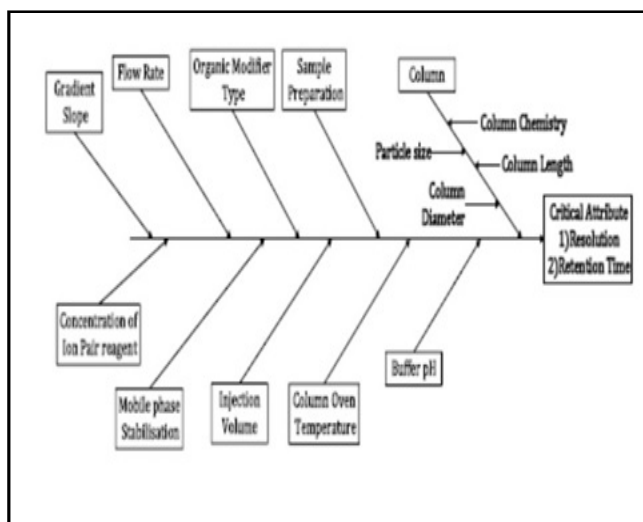 Gradient
Slope
Flow Rate
Organic Modifier
Type
Sample
Preparation
Column
Column Chemistry
Particle size
Column Length
Column
Diameter
Critical Attribute
1)Resolution
2)Retention Time
Concentration of
Ion Pair reagent
Mobile phase
Stabilisation
Injection
Volume
Column Oven
Temperature
Buffer pH